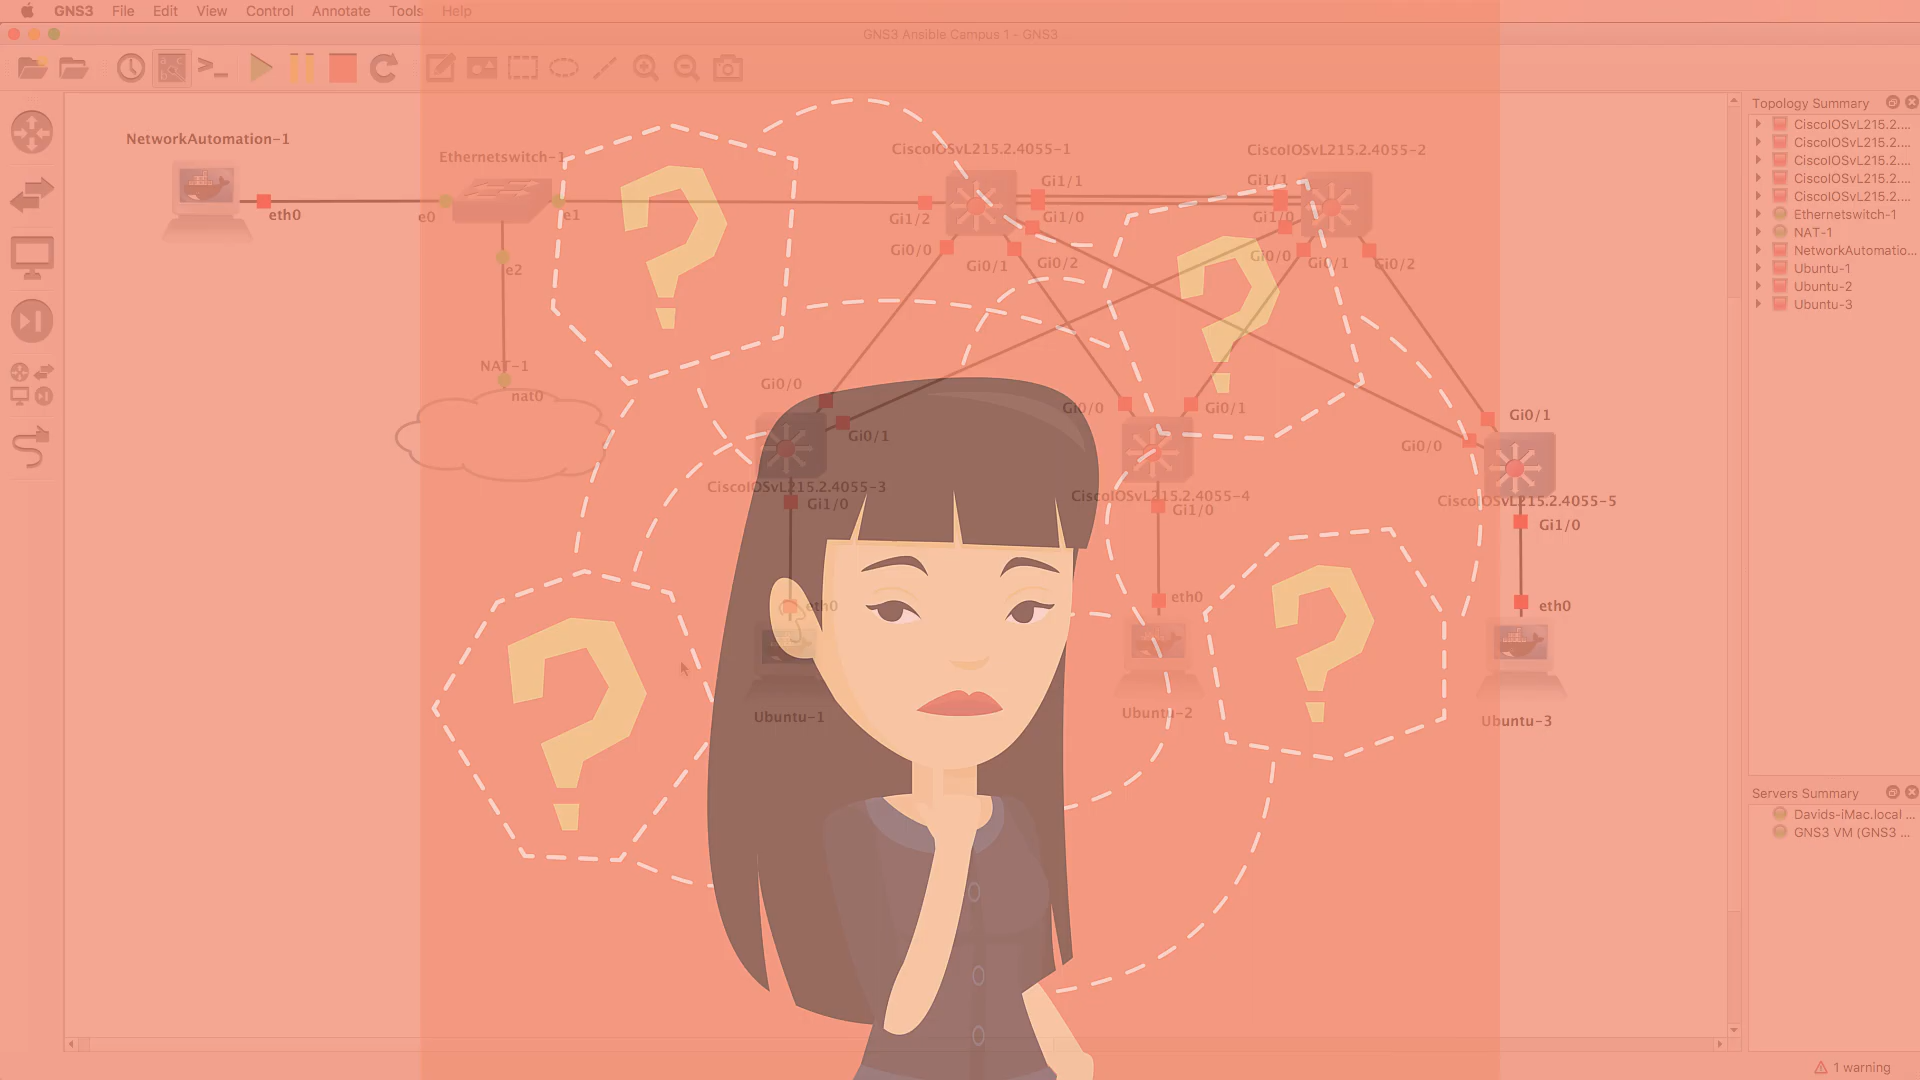 GNS3 File Edit View Control Annotate Tools Help
GNS3 Ansible Campus 1 - GNS3
NetworkAutomation-1
eth0
Ethernetswitch-1
e0
e1
e2
NAT-1
nat0
CiscoIOSvL215.2.4055-1
Gi1/1
Gi1/0
Gi1/2
Gi0/0
Gi0/1
Gi0/2
CiscoIOSvL215.2.4055-2
Gi1/1
Gi1/0
Gi0/0
Gi0/1
Gi0/2
Gi0/0
Gi0/1
CiscoIOSvL215.2.4055-3
Gi1/0
eth0
Ubuntu-1
Gi0/0
Gi0/1
CiscoIOSvL215.2.4055-4
Gi1/0
eth0
Ubuntu-2
Gi0/1
Gi0/0
CiscoIOSvL215.2.4055-5
Gi1/0
eth0
Ubuntu-3
?
?
?
?
Topology Summary
CiscoIOSvL215.2....
CiscoIOSvL215.2....
CiscoIOSvL215.2....
CiscoIOSvL215.2....
CiscoIOSvL215.2....
Ethernetswitch-1
NAT-1
NetworkAutomatio...
Ubuntu-1
Ubuntu-2
Ubuntu-3
Servers Summary
Davids-iMac.local ...
GNS3 VM (GNS3 ...
1 warning